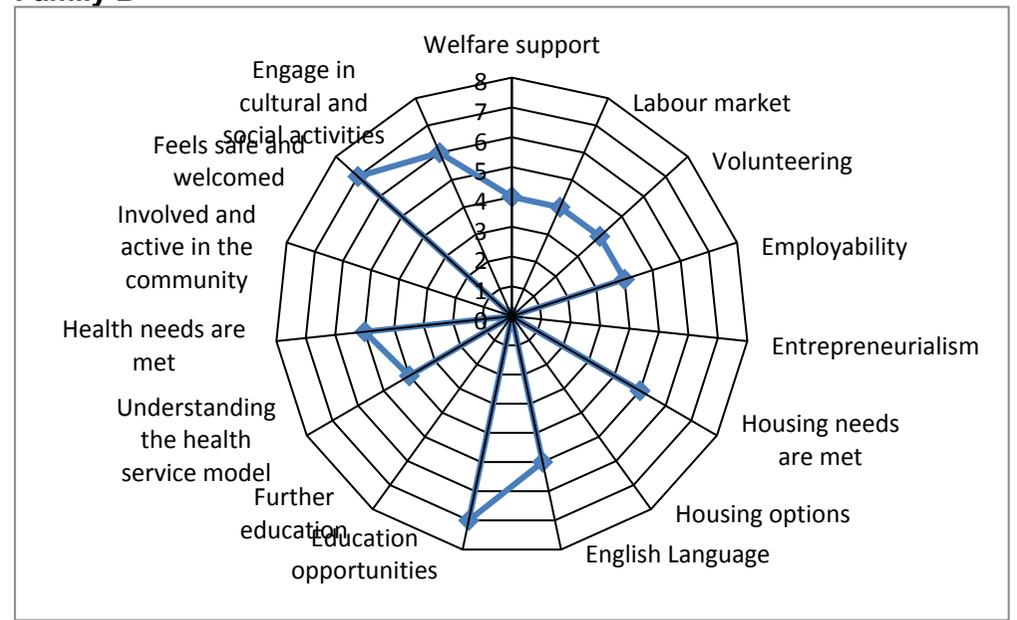 Welfare support
Engage in
cultural and
social activities
Labour market
Feels safe and
welcomed
Volunteering
Involved and
active in the
community
Employability
Health needs are
met
Entrepreneurialism
Understanding
the health
service model
Housing needs
are met
Further
education
Housing options
Education
opportunities
English Language
8
7
6
5
4
3
2
1
0